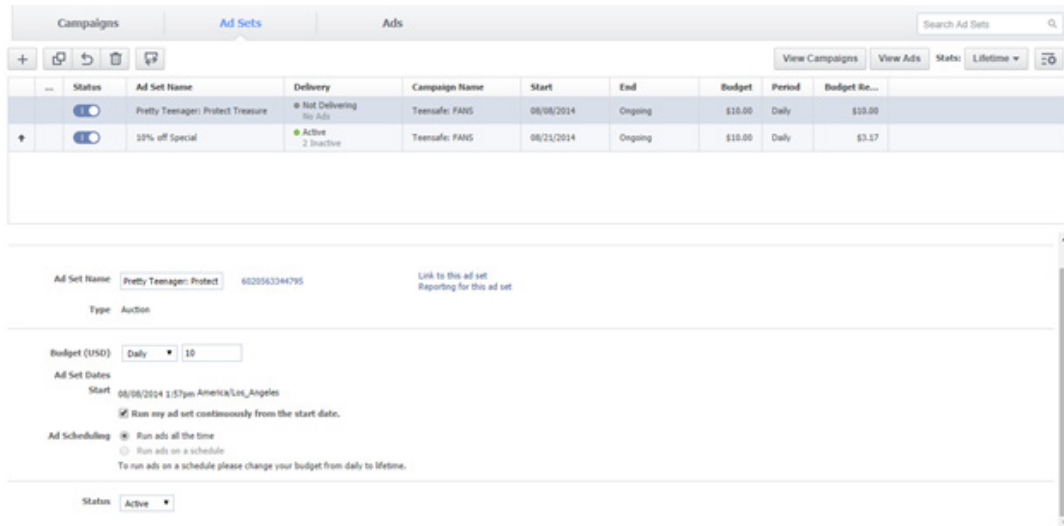 Campaigns Ad Sets Ads Search Ad Sets
View Campaigns View Ads Stats: Lifetime
... Status Ad Set Name Delivery Campaign Name Start End Budget Period Budget Re...
Pretty Teenager: Protect Treasure Not Delivering Teensafe: FANS 08/08/2014 Ongoing $10.00 Daily $10.00
No Ads
10% off Special Active Teensafe: FANS 08/21/2014 Ongoing $10.00 Daily $3.17
2 Inactive
Ad Set Name Pretty Teenager: Protect 6020563344795 Link to this ad set
Reporting for this ad set
Type Auction
Budget (USD) Daily 10
Ad Set Dates
Start 08/08/2014 1:57pm America/Los_Angeles
Run my ad set continuously from the start date.
Ad Scheduling Run ads all the time
Run ads on a schedule
To run ads on a schedule please change your budget from daily to lifetime.
Status Active